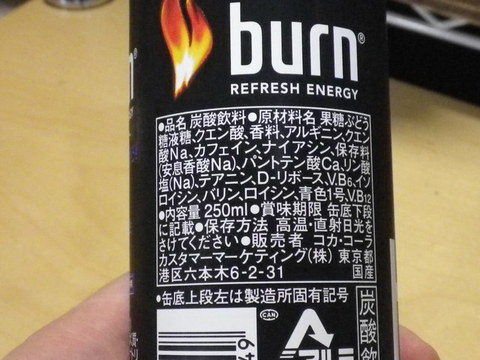 burn®
REFRESH ENERGY
●品名 炭酸飲料●原材料名 果糖ぶどう
糖液糖、クエン酸、香料、アルギニン、クエン
酸Na、カフェイン、ナイアシン、保存料
(安息香酸Na)、パントテン酸Ca、リン酸
塩(Na)、テアニン、D-リボース、V.B6、イソ
ロイシン、バリン、ロイシン、青色1号、V.B12
●内容量 250ml●賞味期限 缶底下段
に記載●保存方法 高温・直射日光を
さけてください●販売者 コカ・コーラ
カスタマーマーケティング(株) 東京都
港区六本木6-2-31 国産
●缶底上段左は製造所固有記号
CAN
炭酸飲
アルミ
49